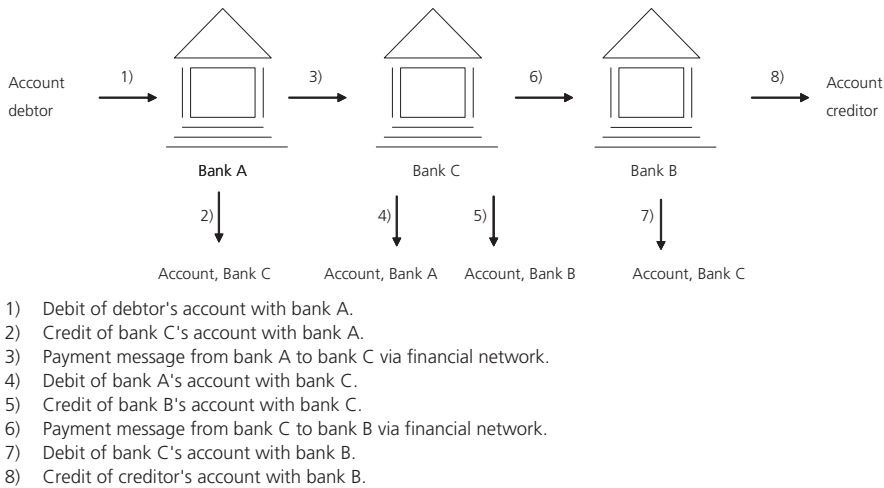 1) 3) 6) 8)
Account debtor
Account creditor
Bank A Bank C Bank B
2) 4) 5) 7)
Account, Bank C Account, Bank A Account, Bank B Account, Bank C
1) Debit of debtor's account with bank A.
2) Credit of bank C's account with bank A.
3) Payment message from bank A to bank C via financial network.
4) Debit of bank A's account with bank C.
5) Credit of bank B's account with bank C.
6) Payment message from bank C to bank B via financial network.
7) Debit of bank C's account with bank B.
8) Credit of creditor's account with bank B.